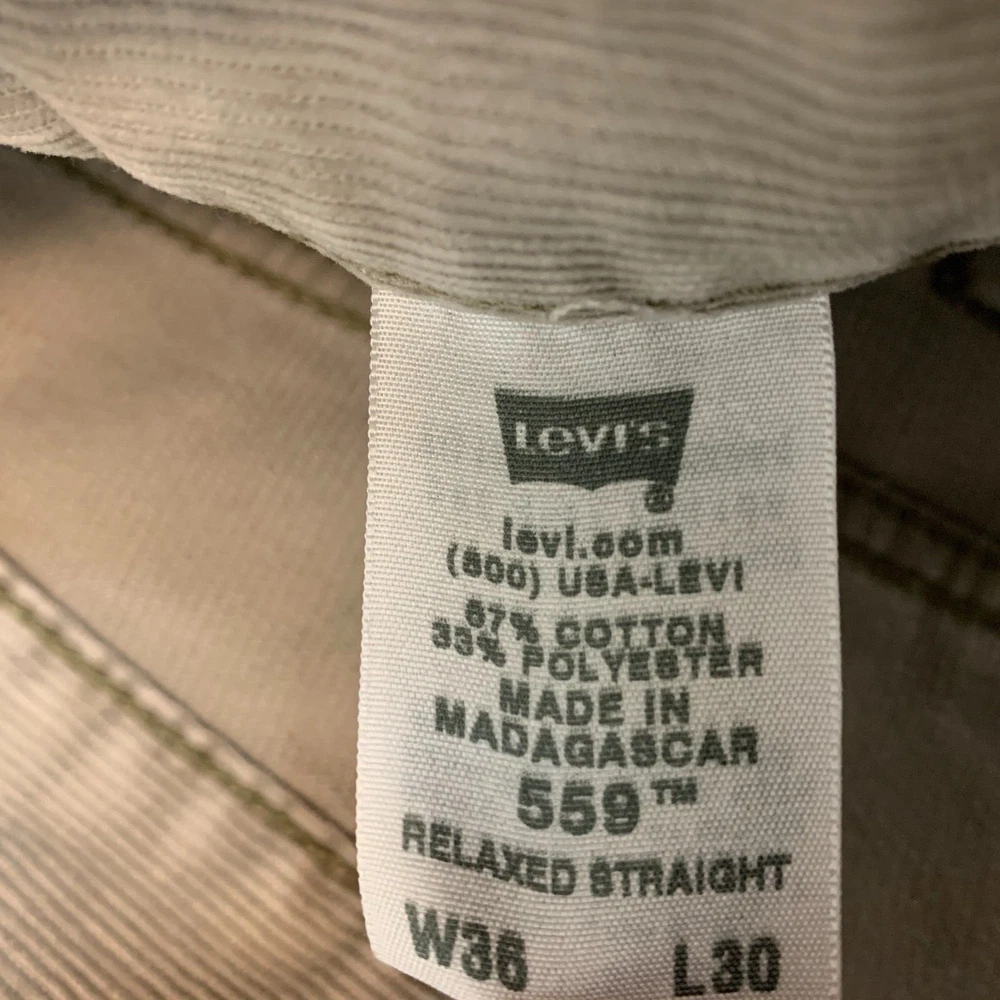 LEVI'S
®
levi.com
(800) USA-LEVI
67% COTTON
33% POLYESTER
MADE IN
MADAGASCAR
559™
RELAXED STRAIGHT
W36 L30